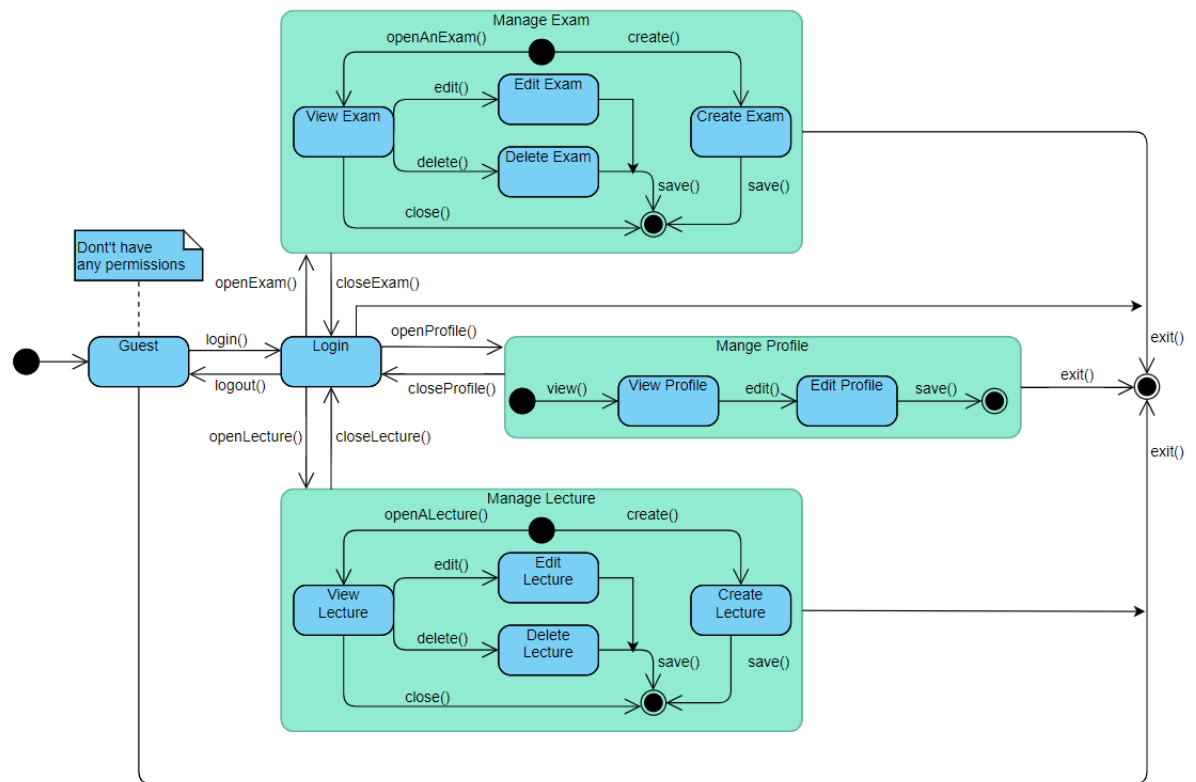 Manage Exam
openAnExam()
create()
edit()
Edit Exam
View Exam
Create Exam
delete()
Delete Exam
save()
save()
close()
Dont't have
any permissions
openExam()
closeExam()
openProfile()
login()
Guest
Login
Mange Profile
exit()
logout()
closeProfile()
view()
View Profile
edit()
Edit Profile
save()
exit()
openLecture()
closeLecture()
exit()
Manage Lecture
openALecture()
create()
edit()
Edit
Lecture
View
Lecture
Create
Lecture
delete()
Delete
Lecture
save()
save()
close()